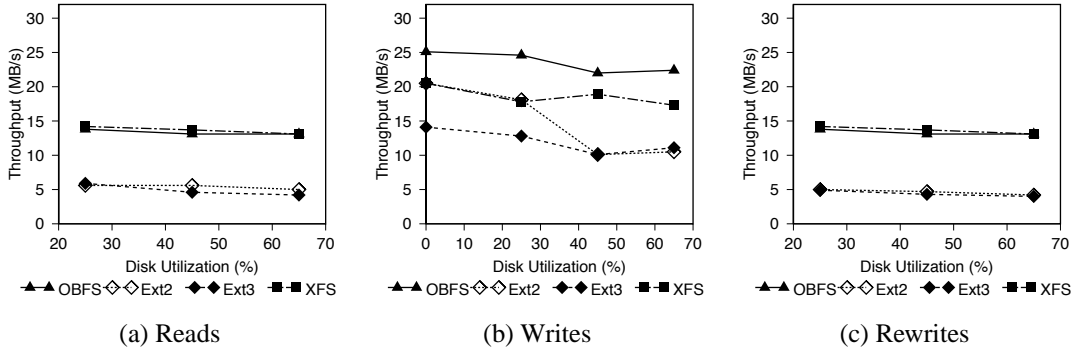 Throughput (MB/s)
30
25
20
15
10
5
0
20 30 40 50 60 70
Disk Utilization (%)
OBFS Ext2 Ext3 XFS
(a) Reads
Throughput (MB/s)
30
25
20
15
10
5
0
0 10 20 30 40 50 60 70
Disk Utilization (%)
OBFS Ext2 Ext3 XFS
(b) Writes
Throughput (MB/s)
30
25
20
15
10
5
0
20 30 40 50 60 70
Disk Utilization (%)
OBFS Ext2 Ext3 XFS
(c) Rewrites